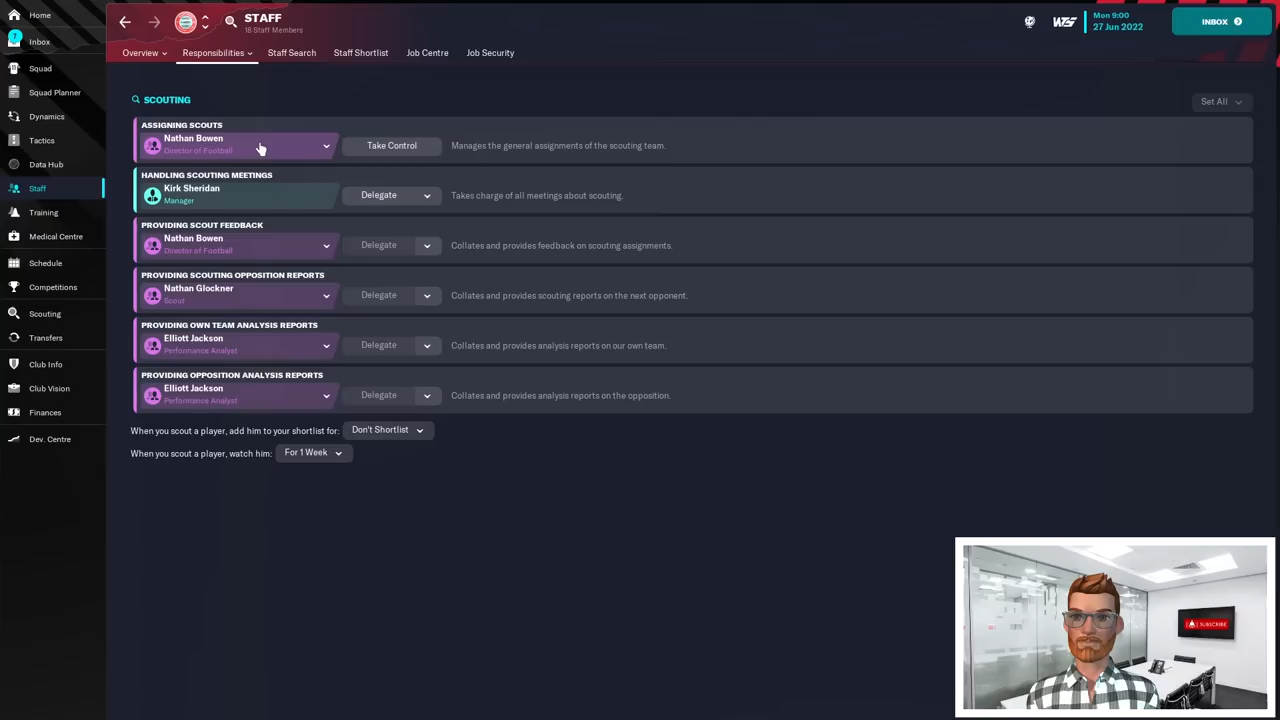 Home
7
Inbox
Squad
Squad Planner
Dynamics
Tactics
Data Hub
Staff
Training
Medical Centre
Schedule
Competitions
Scouting
Transfers
Club Info
Club Vision
Finances
Dev. Centre
STAFF
18 Staff Members
Mon 9:00
27 Jun 2022
INBOX
Overview
Responsibilities
Staff Search
Staff Shortlist
Job Centre
Job Security
SCOUTING
Set All
ASSIGNING SCOUTS
Nathan Bowen
Director of Football
Take Control
Manages the general assignments of the scouting team.
HANDLING SCOUTING MEETINGS
Kirk Sheridan
Manager
Delegate
Takes charge of all meetings about scouting.
PROVIDING SCOUT FEEDBACK
Nathan Bowen
Director of Football
Delegate
Collates and provides feedback on scouting assignments.
PROVIDING SCOUTING OPPOSITION REPORTS
Nathan Glockner
Scout
Delegate
Collates and provides scouting reports on the next opponent.
PROVIDING OWN TEAM ANALYSIS REPORTS
Elliott Jackson
Performance Analyst
Delegate
Collates and provides analysis reports on our own team.
PROVIDING OPPOSITION ANALYSIS REPORTS
Elliott Jackson
Performance Analyst
Delegate
Collates and provides analysis reports on the opposition.
When you scout a player, add him to your shortlist for: Don't Shortlist
When you scout a player, watch him: For 1 Week
SUBSCRIBE